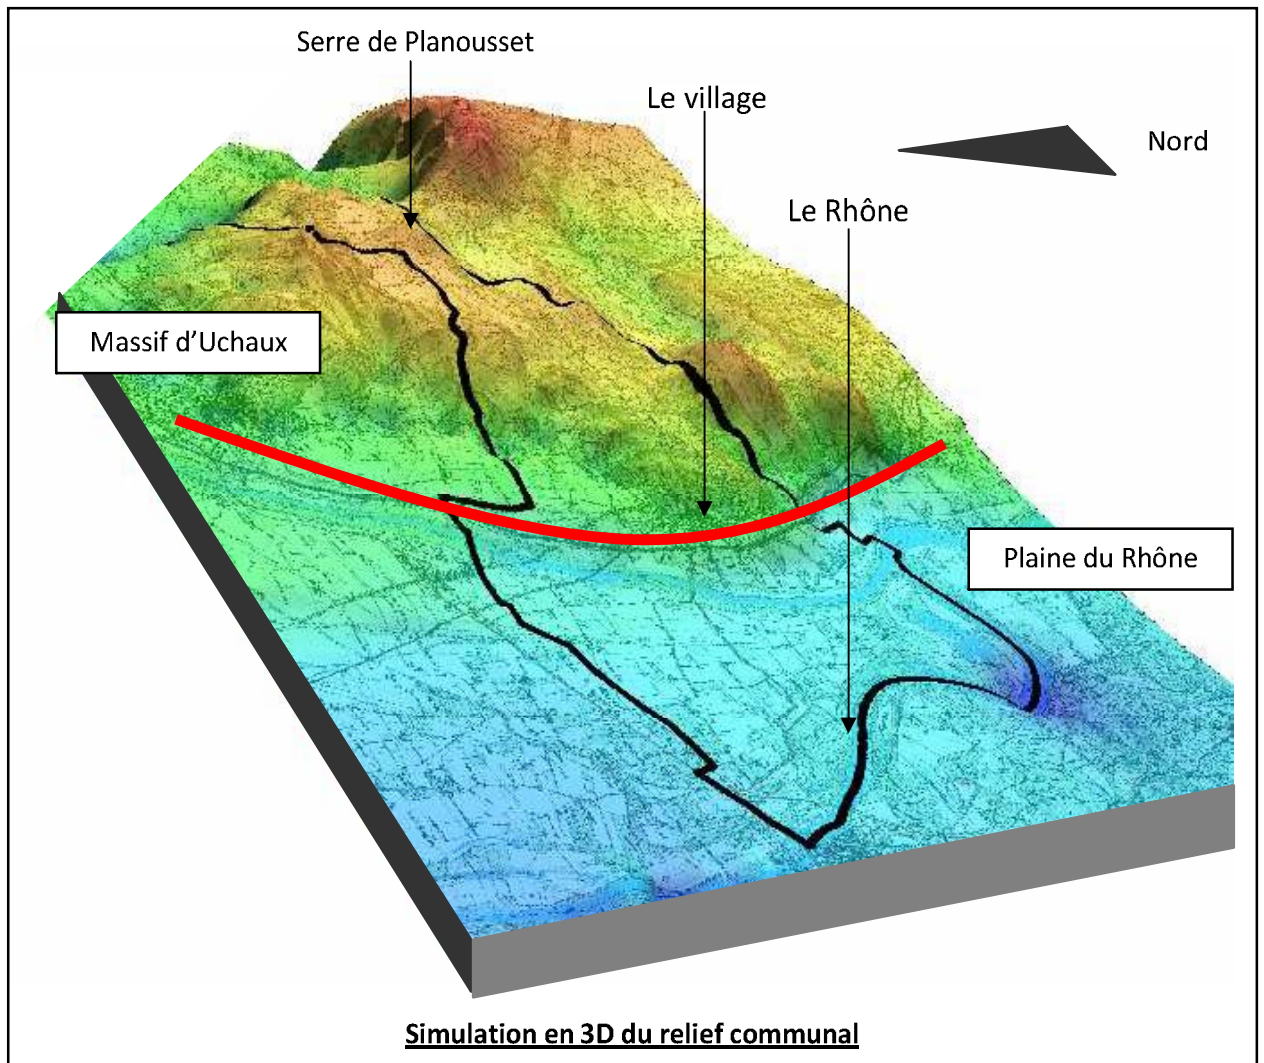 Serre de Planousset
Le village
Nord
Le Rhône
Massif d’Uchaux
Plaine du Rhône
Simulation en 3D du relief communal